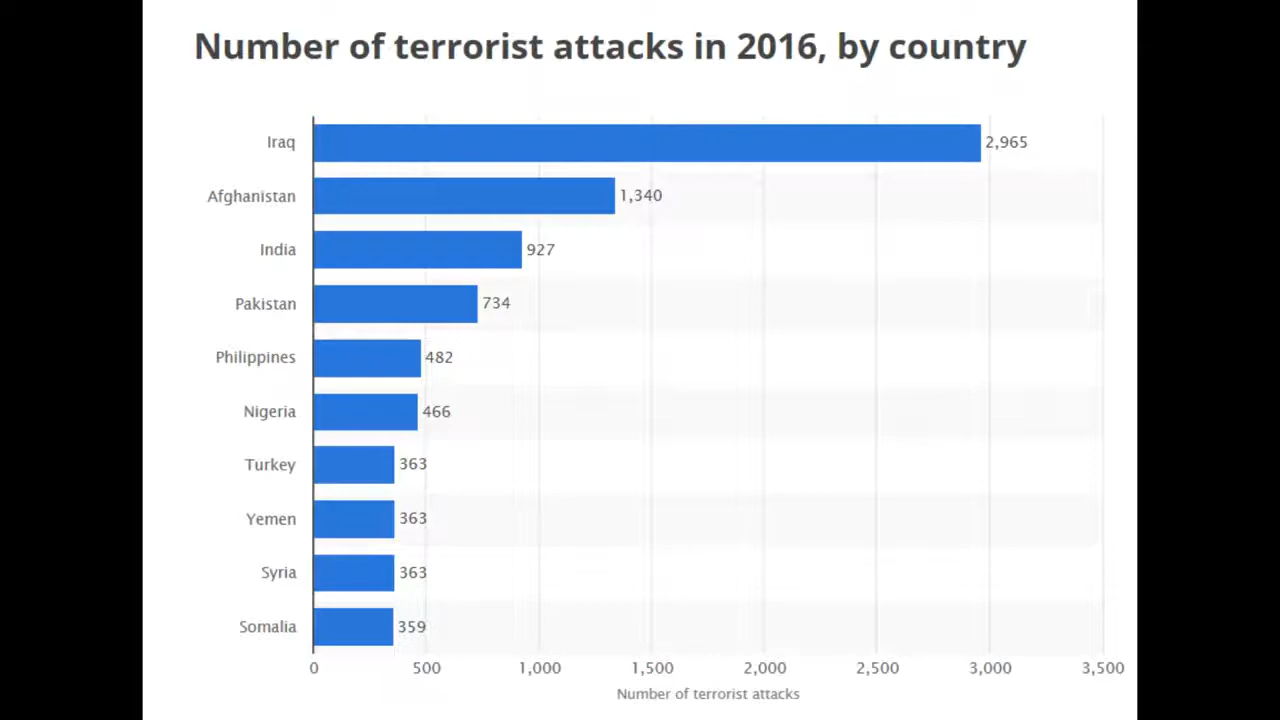 Number of terrorist attacks in 2016, by country
Iraq 2,965
Afghanistan 1,340
India 927
Pakistan 734
Philippines 482
Nigeria 466
Turkey 363
Yemen 363
Syria 363
Somalia 359
0 500 1,000 1,500 2,000 2,500 3,000 3,500
Number of terrorist attacks